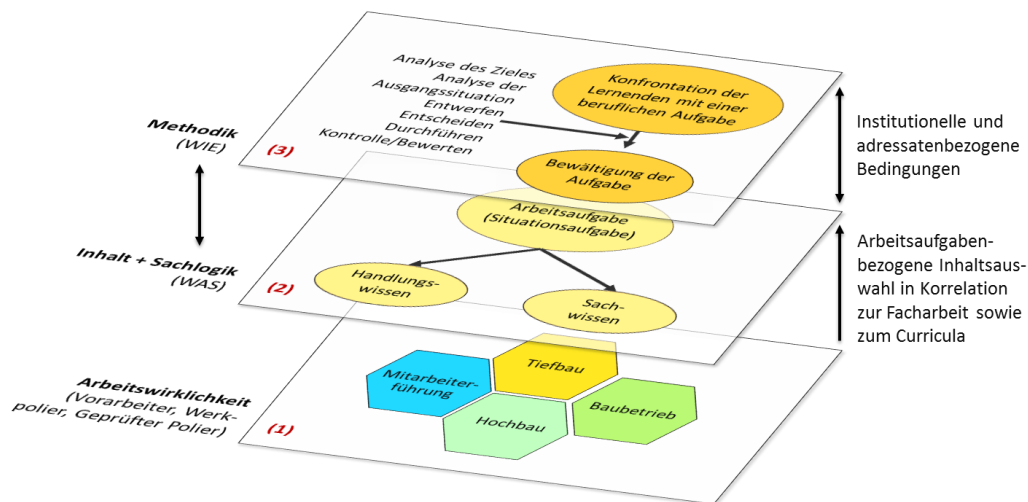 Analyse des Zieles
Analyse der
Ausgangssituation
Entwerfen
Entscheiden
Durchführen
Kontrolle/Bewerten
Konfrontation der
Lernenden mit einer
beruflichen Aufgabe
Bewältigung der
Aufgabe
Methodik
(WIE)
(3)
Institutionelle und
adressatenbezogene
Bedingungen
Arbeitsaufgabe
(Situationsaufgabe)
Handlungs-
wissen
Sach-
wissen
Inhalt + Sachlogik
(WAS)
(2)
Arbeitsaufgaben-
bezogene Inhaltsaus-
wahl in Korrelation
zur Facharbeit sowie
zum Curricula
Tiefbau
Mitarbeiter-
führung
Baubetrieb
Hochbau
Arbeitswirklichkeit
(Vorarbeiter, Werk-
polier, Geprüfter Polier)
(1)